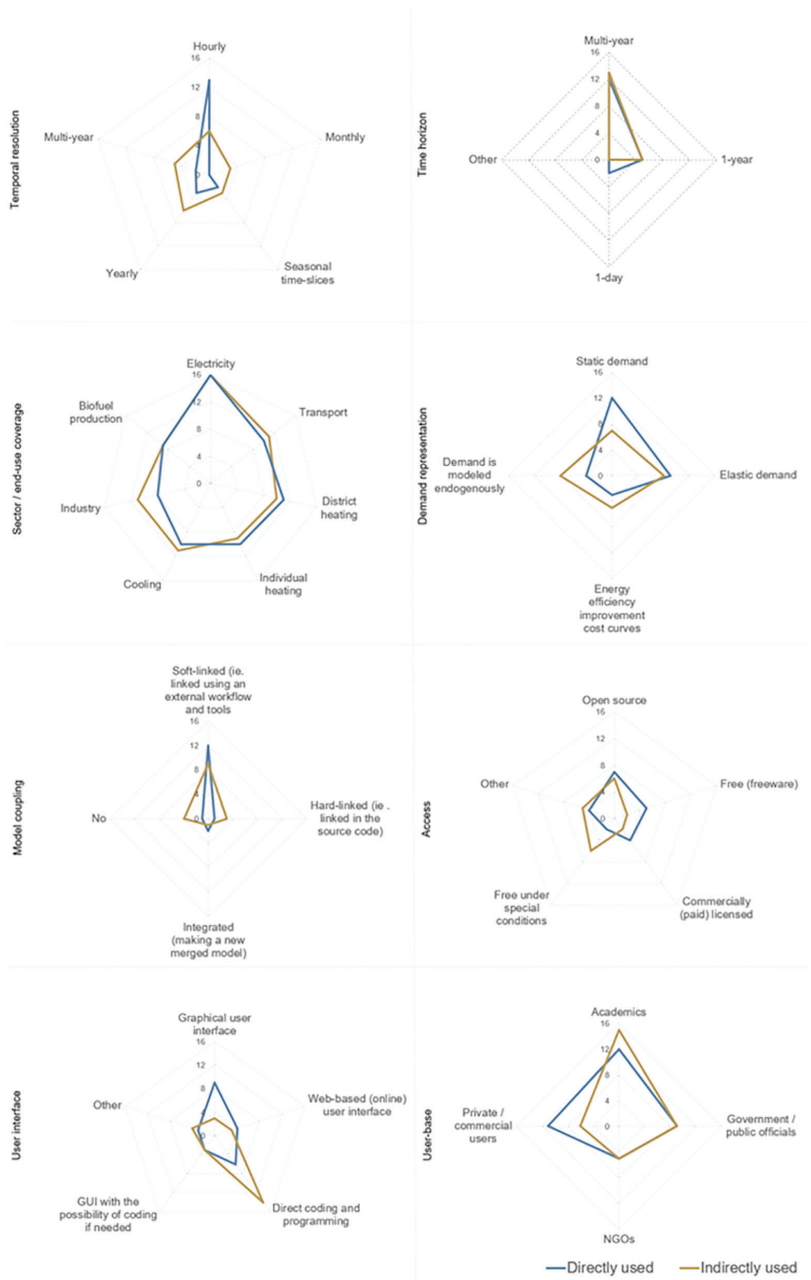 Temporal resolution
Hourly
16
12
8
4
0
Monthly
Multi-year
Yearly
Seasonal
time-slices
Time horizon
Multi-year
16
12
8
4
0
Other
1-year
1-day
Sector / end-use coverage
Electricity
16
12
8
4
0
Transport
Biofuel
production
District
heating
Industry
Individual
heating
Cooling
Demand representation
Static demand
16
12
8
4
0
Demand is
modeled
endogenously
Elastic demand
Energy
efficiency
improvement
cost curves
Model coupling
Soft-linked (ie.
linked using an
external workflow
and tools
16
12
8
4
0
No
Hard-linked (ie .
linked in the
source code)
Integrated
(making a new
merged model)
Access
Open source
16
12
8
4
0
Other
Free (freeware)
Free under
special
conditions
Commercially
(paid) licensed
User interface
Graphical user
interface
16
12
8
4
0
Other
Web-based (online)
user interface
GUI with the
possibility of coding
if needed
Direct coding and
programming
User-base
Academics
16
12
8
4
0
Private /
commercial
users
Government /
public officials
NGOs
Directly used
Indirectly used